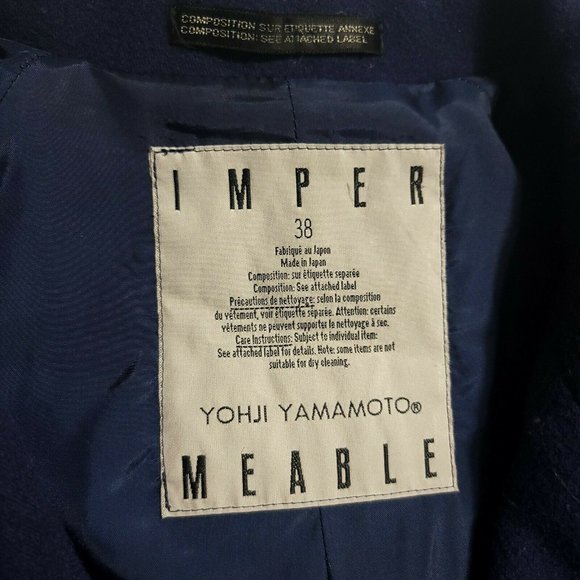 COMPOSITION SUR ETIQUETTE ANNEXE
COMPOSITION: SEE ATTACHED LABEL
IMPER
38
Fabriqué au Japon
Made in Japan
Composition: sur étiquette séparée
Composition: See attached label
Précautions de nettoyage: selon la composition
du vêtement, voir étiquette séparée. Attention: certains
vêtements ne peuvent supporter le nettoyage à sec.
Care Instructions: Subject to individual item:
See attached label for details. Note: some items are not
suitable for dry cleaning.
YOHJI YAMAMOTO®
MEABLE